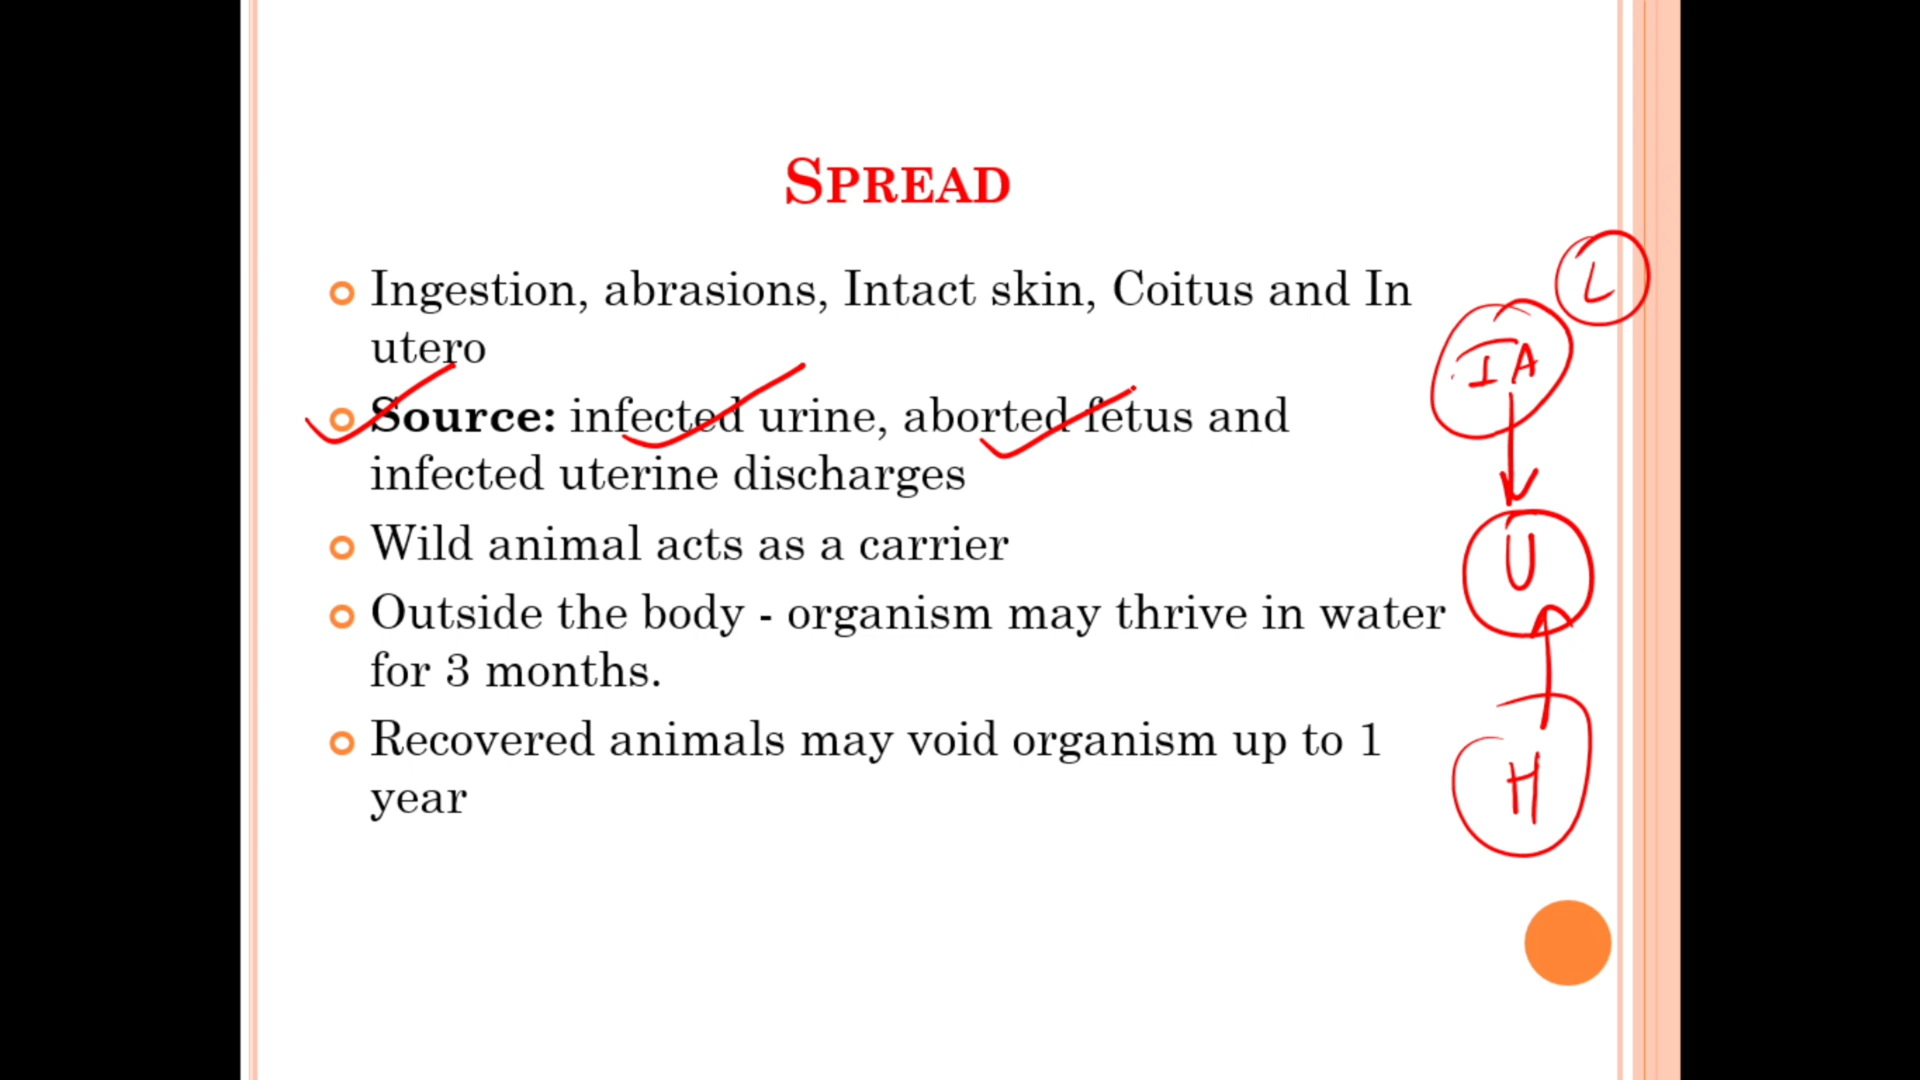 SPREAD
Ingestion, abrasions, Intact skin, Coitus and In
utero
Source: infected urine, aborted fetus and
infected uterine discharges
Wild animal acts as a carrier
Outside the body - organism may thrive in water
for 3 months.
Recovered animals may void organism up to 1
year
L
IA
U
H